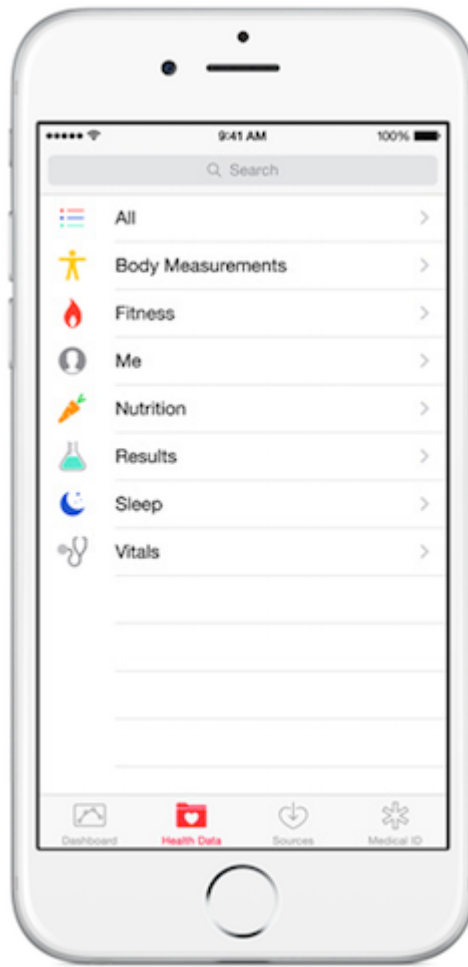 9:41 AM 100%
Search
All
Body Measurements
Fitness
Me
Nutrition
Results
Sleep
Vitals
Dashboard Health Data Sources Medical ID